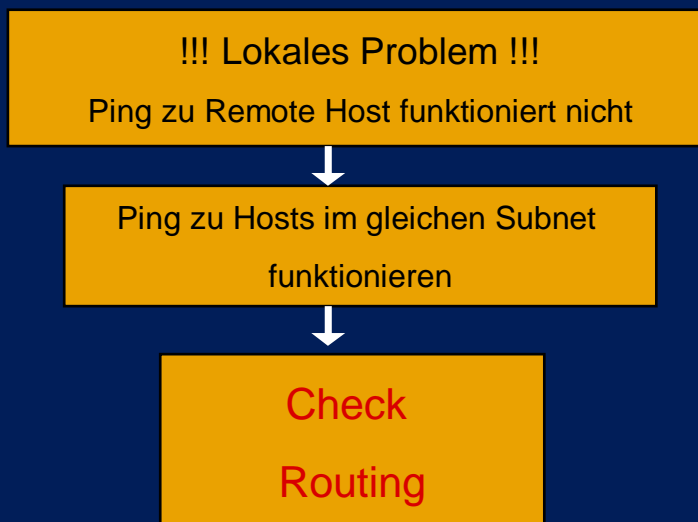 !!! Lokales Problem !!!
Ping zu Remote Host funktioniert nicht
Ping zu Hosts im gleichen Subnet
funktionieren
Check
Routing